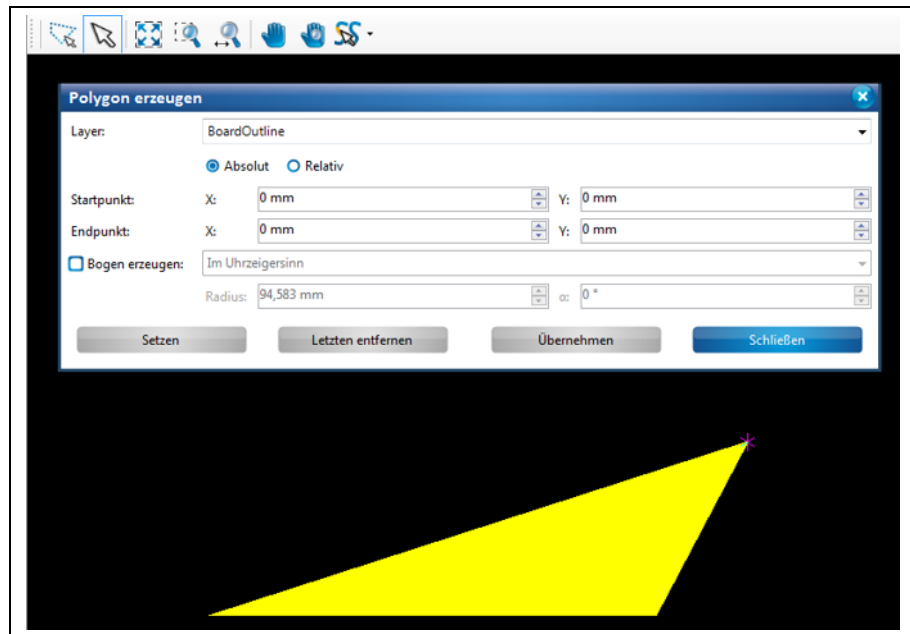 Polygon erzeugen
Layer: BoardOutline
Absolut Relativ
Startpunkt: X: 0 mm Y: 0 mm
Endpunkt: X: 0 mm Y: 0 mm
Bogen erzeugen: Im Uhrzeigersinn
Radius: 94,583 mm α: 0 °
Setzen Letzten entfernen Übernehmen Schließen